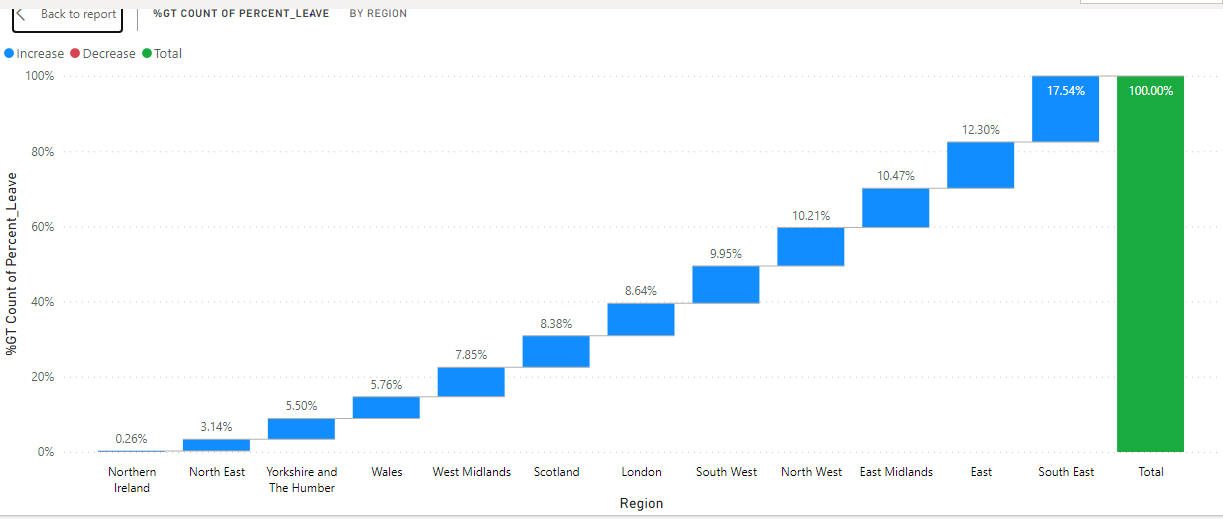 Back to report
%GT COUNT OF PERCENT_LEAVE BY REGION
Increase Decrease Total
100%
80%
60%
40%
20%
0%
%GT Count of Percent_Leave
0.26%
3.14%
5.50%
5.76%
7.85%
8.38%
8.64%
9.95%
10.21%
10.47%
12.30%
17.54%
100.00%
Northern
Ireland
North East
Yorkshire and
The Humber
Wales
West Midlands
Scotland
London
South West
North West
East Midlands
East
South East
Total
Region